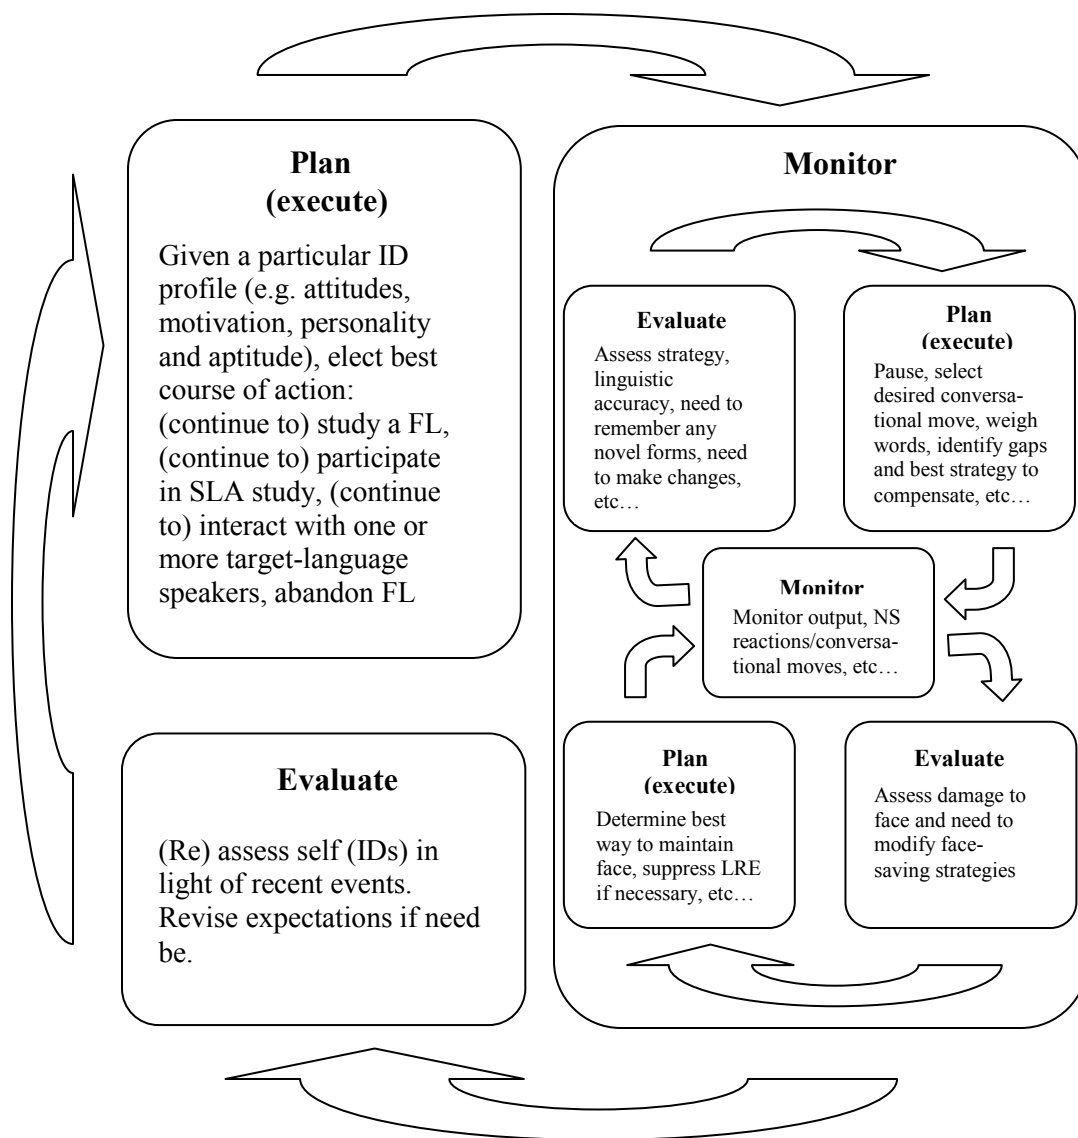 Plan
(execute)
Given a particular ID
profile (e.g. attitudes,
motivation, personality
and aptitude), elect best
course of action:
(continue to) study a FL,
(continue to) participate
in SLA study, (continue
to) interact with one or
more target-language
speakers, abandon FL
Monitor
Evaluate
Assess strategy,
linguistic
accuracy, need to
remember any
novel forms, need
to make changes,
etc…
Plan
(execute)
Pause, select
desired conversa-
tional move, weigh
words, identify gaps
and best strategy to
compensate, etc…
Monitor
Monitor output, NS
reactions/conversa-
tional moves, etc…
Plan
(execute)
Determine best
way to maintain
face, suppress LRE
if necessary, etc…
Evaluate
Assess damage to
face and need to
modify face-
saving strategies
Evaluate
(Re) assess self (IDs) in
light of recent events.
Revise expectations if need
be.